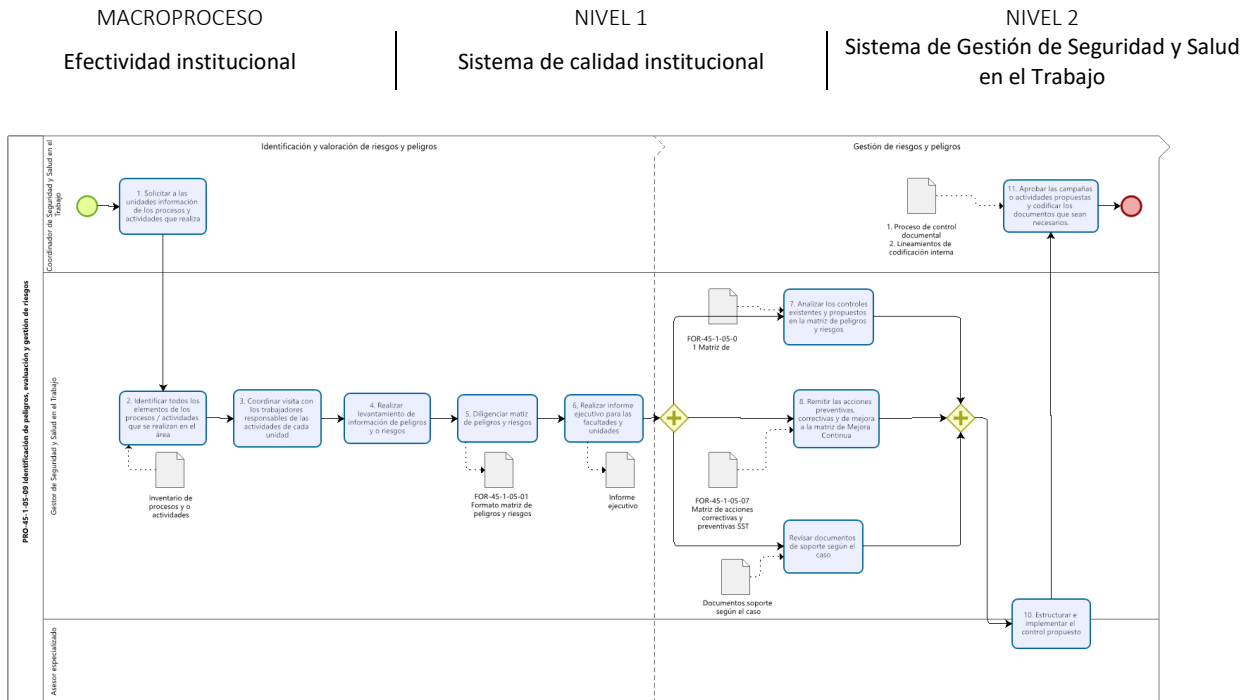 MACROPROCESO
NIVEL 1
NIVEL 2
Efectividad institucional
Sistema de calidad institucional
Sistema de Gestión de Seguridad y Salud
en el Trabajo
PRO-45-1-05-09 Identificación de peligros, evaluación y gestión de riesgos
Identificación y valoración de riesgos y peligros
Gestión de riesgos y peligros
Coordinador de Seguridad y Salud en el
Trabajo
1. Solicitar a las
unidades información
de los procesos y
actividades que realiza
1. Proceso de control
documental
2. Lineamientos de
codificación interna
11. Aprobar las campañas
o actividades propuestas
y codificar los
documentos que sean
necesarios.
Gestor de Seguridad y Salud en el Trabajo
2. Identificar todos los
elementos de los
procesos / actividades
que se realizan en el
área
Inventario de
procesos y o
actividades
3. Coordinar visita con
los trabajadores
responsables de las
actividades de cada
unidad
4. Realizar
levantamiento de
información de peligros
y o riesgos
5. Diligenciar matiz
de peligros y riesgos
FOR-45-1-05-01
Formato matriz de
peligros y riesgos
6. Realizar informe
ejecutivo para las
facultades y
unidades
Informe
ejecutivo
FOR-45-1-05-0
1 Matriz de
7. Analizar los controles
existentes y propuestos
en la matriz de peligros
y riesgos
8. Remitir las acciones
preventivas,
correctivas y de mejora
a la matriz de Mejora
Continua
FOR-45-1-05-07
Matriz de acciones
correctivas y
preventivas SST
Revisar documentos
de soporte según el
caso
Documentos soporte
según el caso
10. Estructurar e
implementar el
control propuesto
Asesor especializado